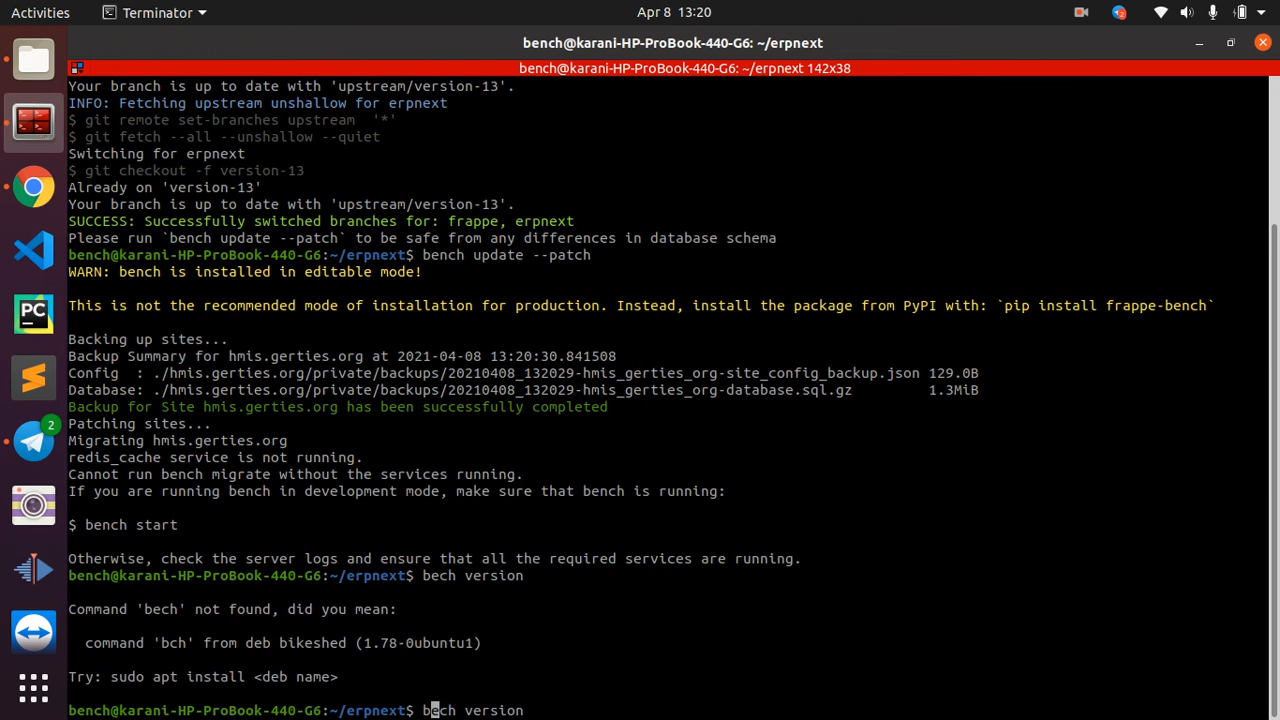 Activities
Terminator
Apr 8 13:20
2
bench@karani-HP-ProBook-440-G6: ~/erpnext
bench@karani-HP-ProBook-440-G6: ~/erpnext 142x38
Your branch is up to date with 'upstream/version-13'.
INFO: Fetching upstream unshallow for erpnext
$ git remote set-branches upstream  '*'
$ git fetch --all --unshallow --quiet
Switching for erpnext
$ git checkout -f version-13
Already on 'version-13'
Your branch is up to date with 'upstream/version-13'.
SUCCESS: Successfully switched branches for: frappe, erpnext
Please run `bench update --patch` to be safe from any differences in database schema
bench@karani-HP-ProBook-440-G6:~/erpnext$ bench update --patch
WARN: bench is installed in editable mode!
This is not the recommended mode of installation for production. Instead, install the package from PyPI with: `pip install frappe-bench`
Backing up sites...
Backup Summary for hmis.gerties.org at 2021-04-08 13:20:30.841508
Config  : ./hmis.gerties.org/private/backups/20210408_132029-hmis_gerties_org-site_config_backup.json 129.0B
Database: ./hmis.gerties.org/private/backups/20210408_132029-hmis_gerties_org-database.sql.gz         1.3MiB
Backup for Site hmis.gerties.org has been successfully completed
Patching sites...
Migrating hmis.gerties.org
redis_cache service is not running.
Cannot run bench migrate without the services running.
If you are running bench in development mode, make sure that bench is running:
$ bench start
Otherwise, check the server logs and ensure that all the required services are running.
bench@karani-HP-ProBook-440-G6:~/erpnext$ bech version
Command 'bech' not found, did you mean:
command 'bch' from deb bikeshed (1.78-0ubuntu1)
Try: sudo apt install <deb name>
bench@karani-HP-ProBook-440-G6:~/erpnext$ bech version
PC
2